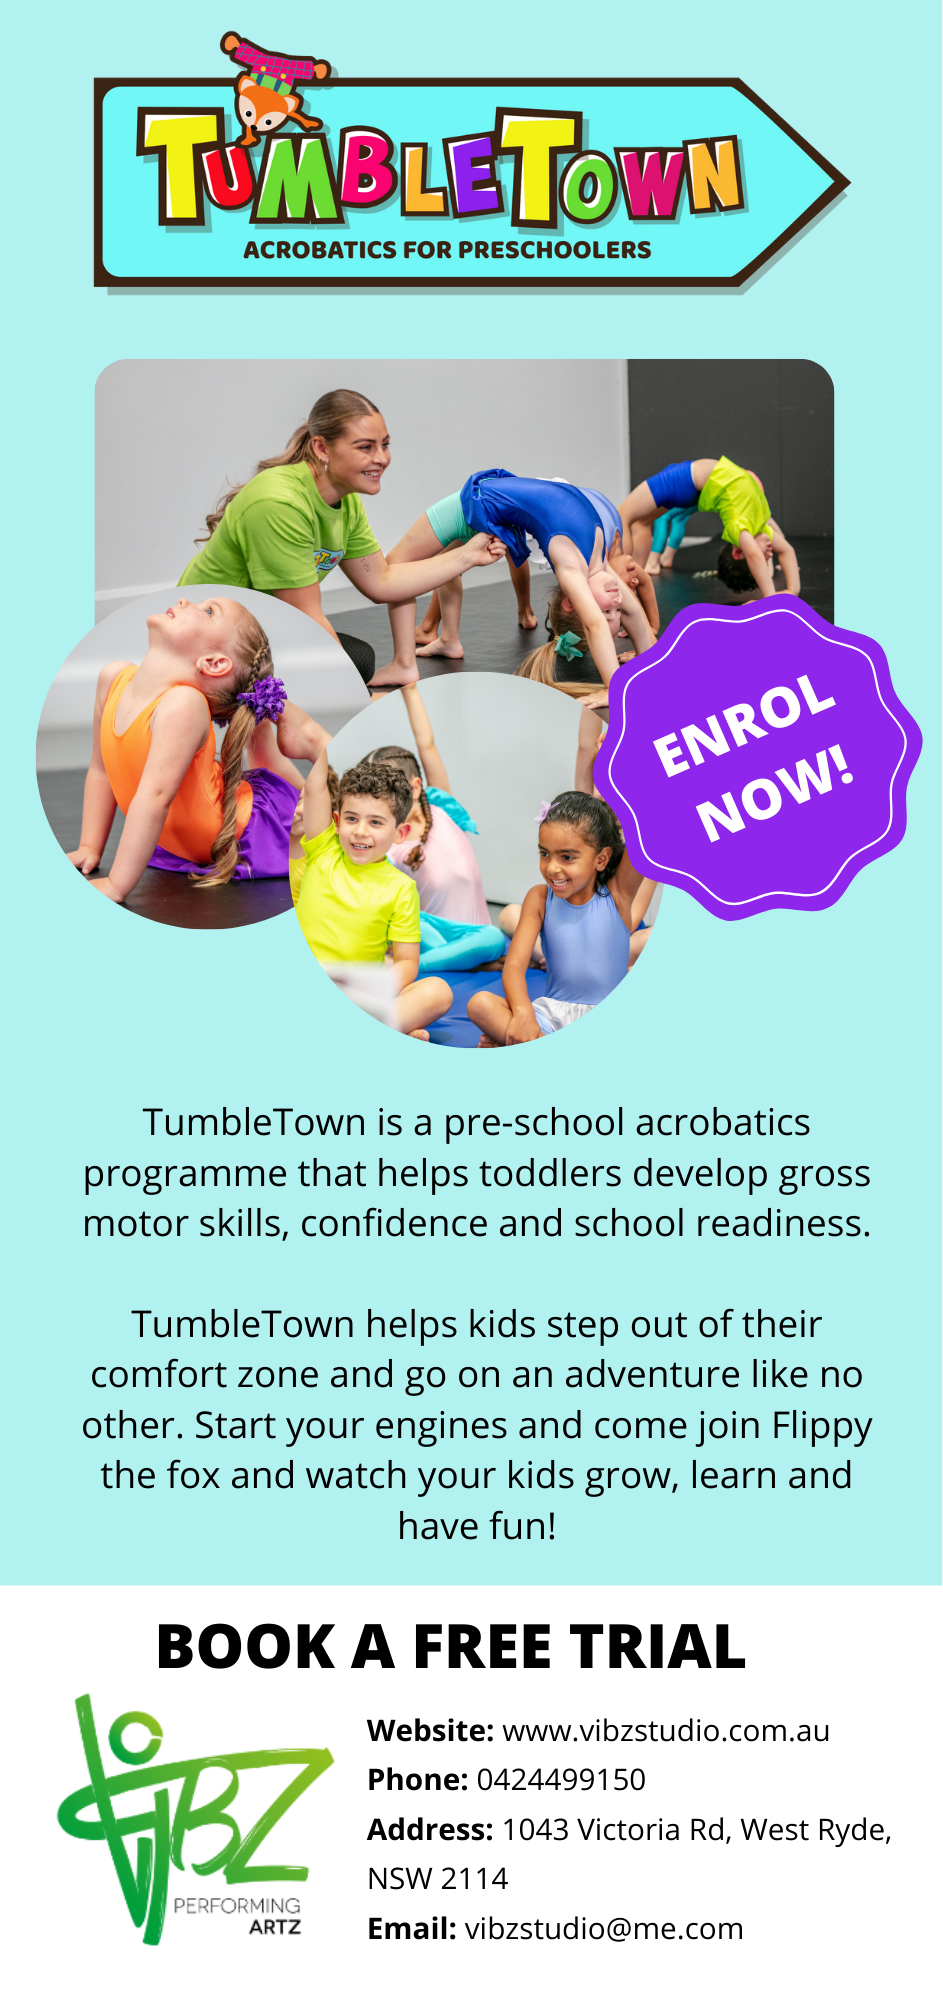 TUMBLETOWN
ACROBATICS FOR PRESCHOOLERS
ENROL
NOW!
TumbleTown is a pre-school acrobatics
programme that helps toddlers develop gross
motor skills, confidence and school readiness.
TumbleTown helps kids step out of their
comfort zone and go on an adventure like no
other. Start your engines and come join Flippy
the fox and watch your kids grow, learn and
have fun!
BOOK A FREE TRIAL
VIBZ
PERFORMING
ARTZ
Website: www.vibzstudio.com.au
Phone: 0424499150
Address: 1043 Victoria Rd, West Ryde,
NSW 2114
Email: vibzstudio@me.com